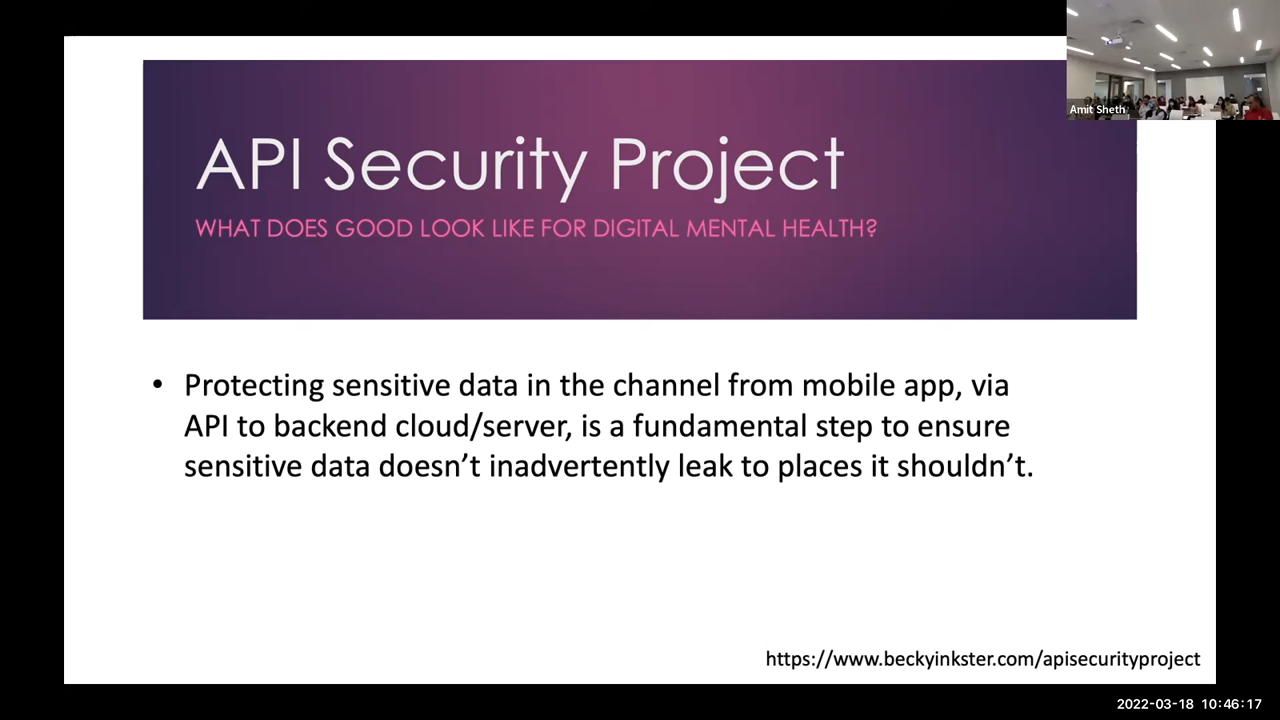 Amit Sheth
API Security Project
WHAT DOES GOOD LOOK LIKE FOR DIGITAL MENTAL HEALTH?
• Protecting sensitive data in the channel from mobile app, via
API to backend cloud/server, is a fundamental step to ensure
sensitive data doesn’t inadvertently leak to places it shouldn’t.
https://www.beckyinkster.com/apisecurityproject
2022-03-18 10:46:17